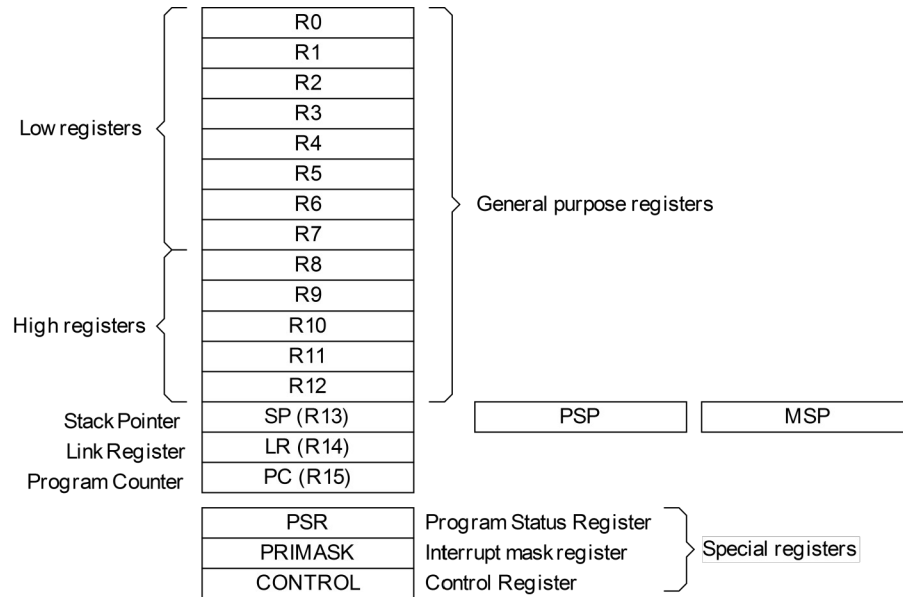 R0
R1
R2
R3
Low registers
R4
R5
R6
General purpose registers
R7
R8
R9
High registers
R10
R11
R12
Stack Pointer SP (R13) PSP MSP
Link Register LR (R14)
Program Counter PC (R15)
PSR Program Status Register
PRIMASK Interrupt mask register Special registers
CONTROL Control Register